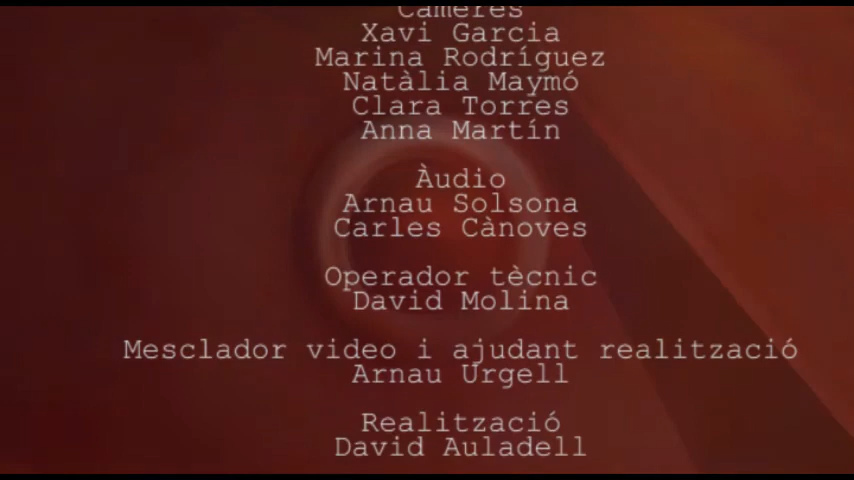 Càmeres
Xavi Garcia
Marina Rodríguez
Natàlia Maymó
Clara Torres
Anna Martín
Àudio
Arnau Solsona
Carles Cànoves
Operador tècnic
David Molina
Mesclador video i ajudant realització
Arnau Urgell
Realització
David Auladell